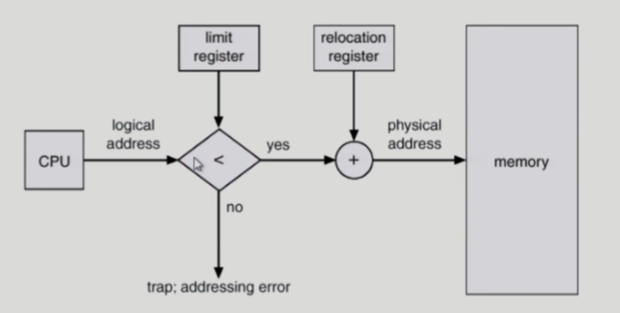 limit
register
relocation
register
logical
address
physical
address
CPU
<
yes
+
memory
no
trap; addressing error